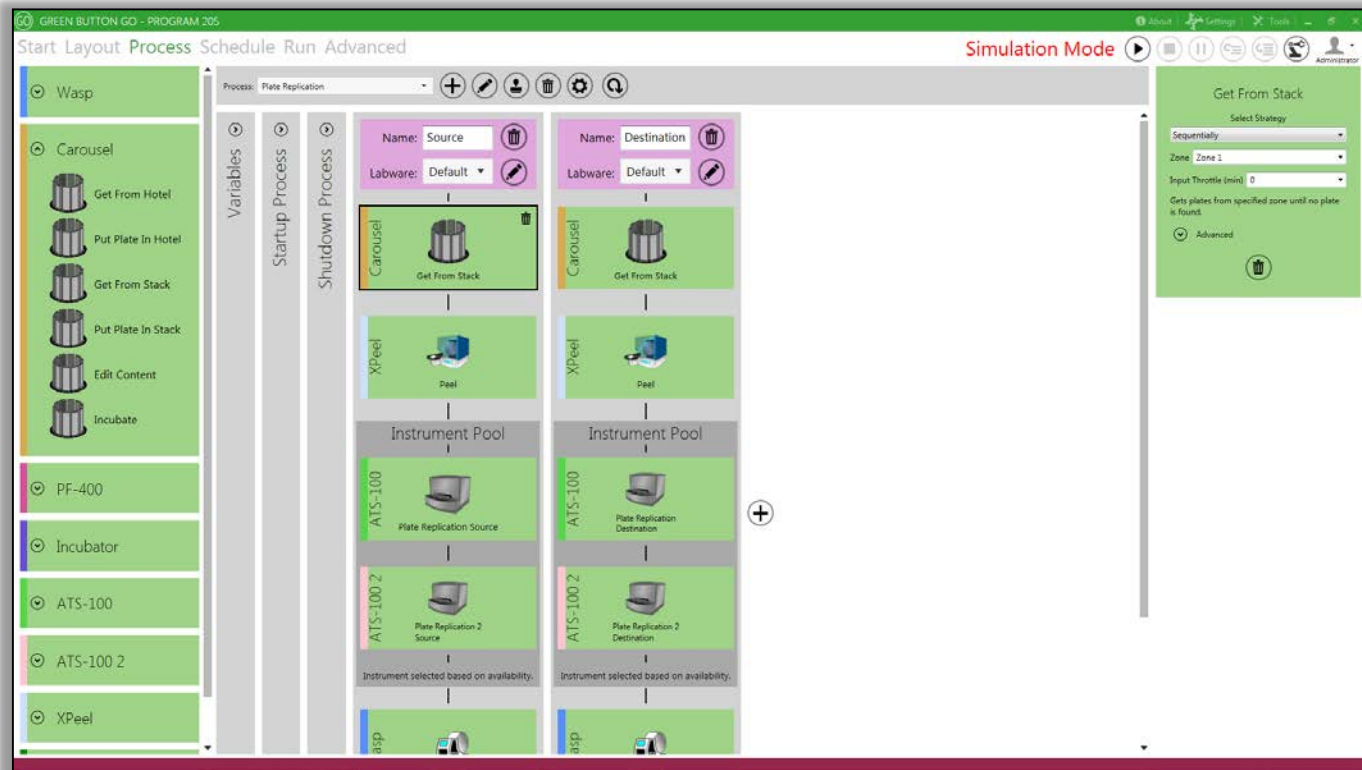 GO GREEN BUTTON GO - PROGRAM 205
About Settings Tools
Start Layout Process Schedule Run Advanced
Simulation Mode
Administrator
Wasp
Carousel
Get From Hotel
Put Plate In Hotel
Get From Stack
Put Plate In Stack
Edit Content
Incubate
PF-400
Incubator
ATS-100
ATS-100 2
XPeel
Process: Plate Replication
Variables
Startup Process
Shutdown Process
Name: Source
Labware: Default
Carousel
Get From Stack
XPeel
Peel
Instrument Pool
ATS-100
Plate Replication Source
ATS-100 2
Plate Replication 2
Source
Instrument selected based on availability.
asp
Name: Destination
Labware: Default
Carousel
Get From Stack
XPeel
Peel
Instrument Pool
ATS-100
Plate Replication
Destination
ATS-100 2
Plate Replication 2
Destination
Instrument selected based on availability.
asp
Get From Stack
Select Strategy
Sequentially
Zone Zone 1
Input Throttle (min) 0
Gets plates from specified zone until no plate
is found.
Advanced